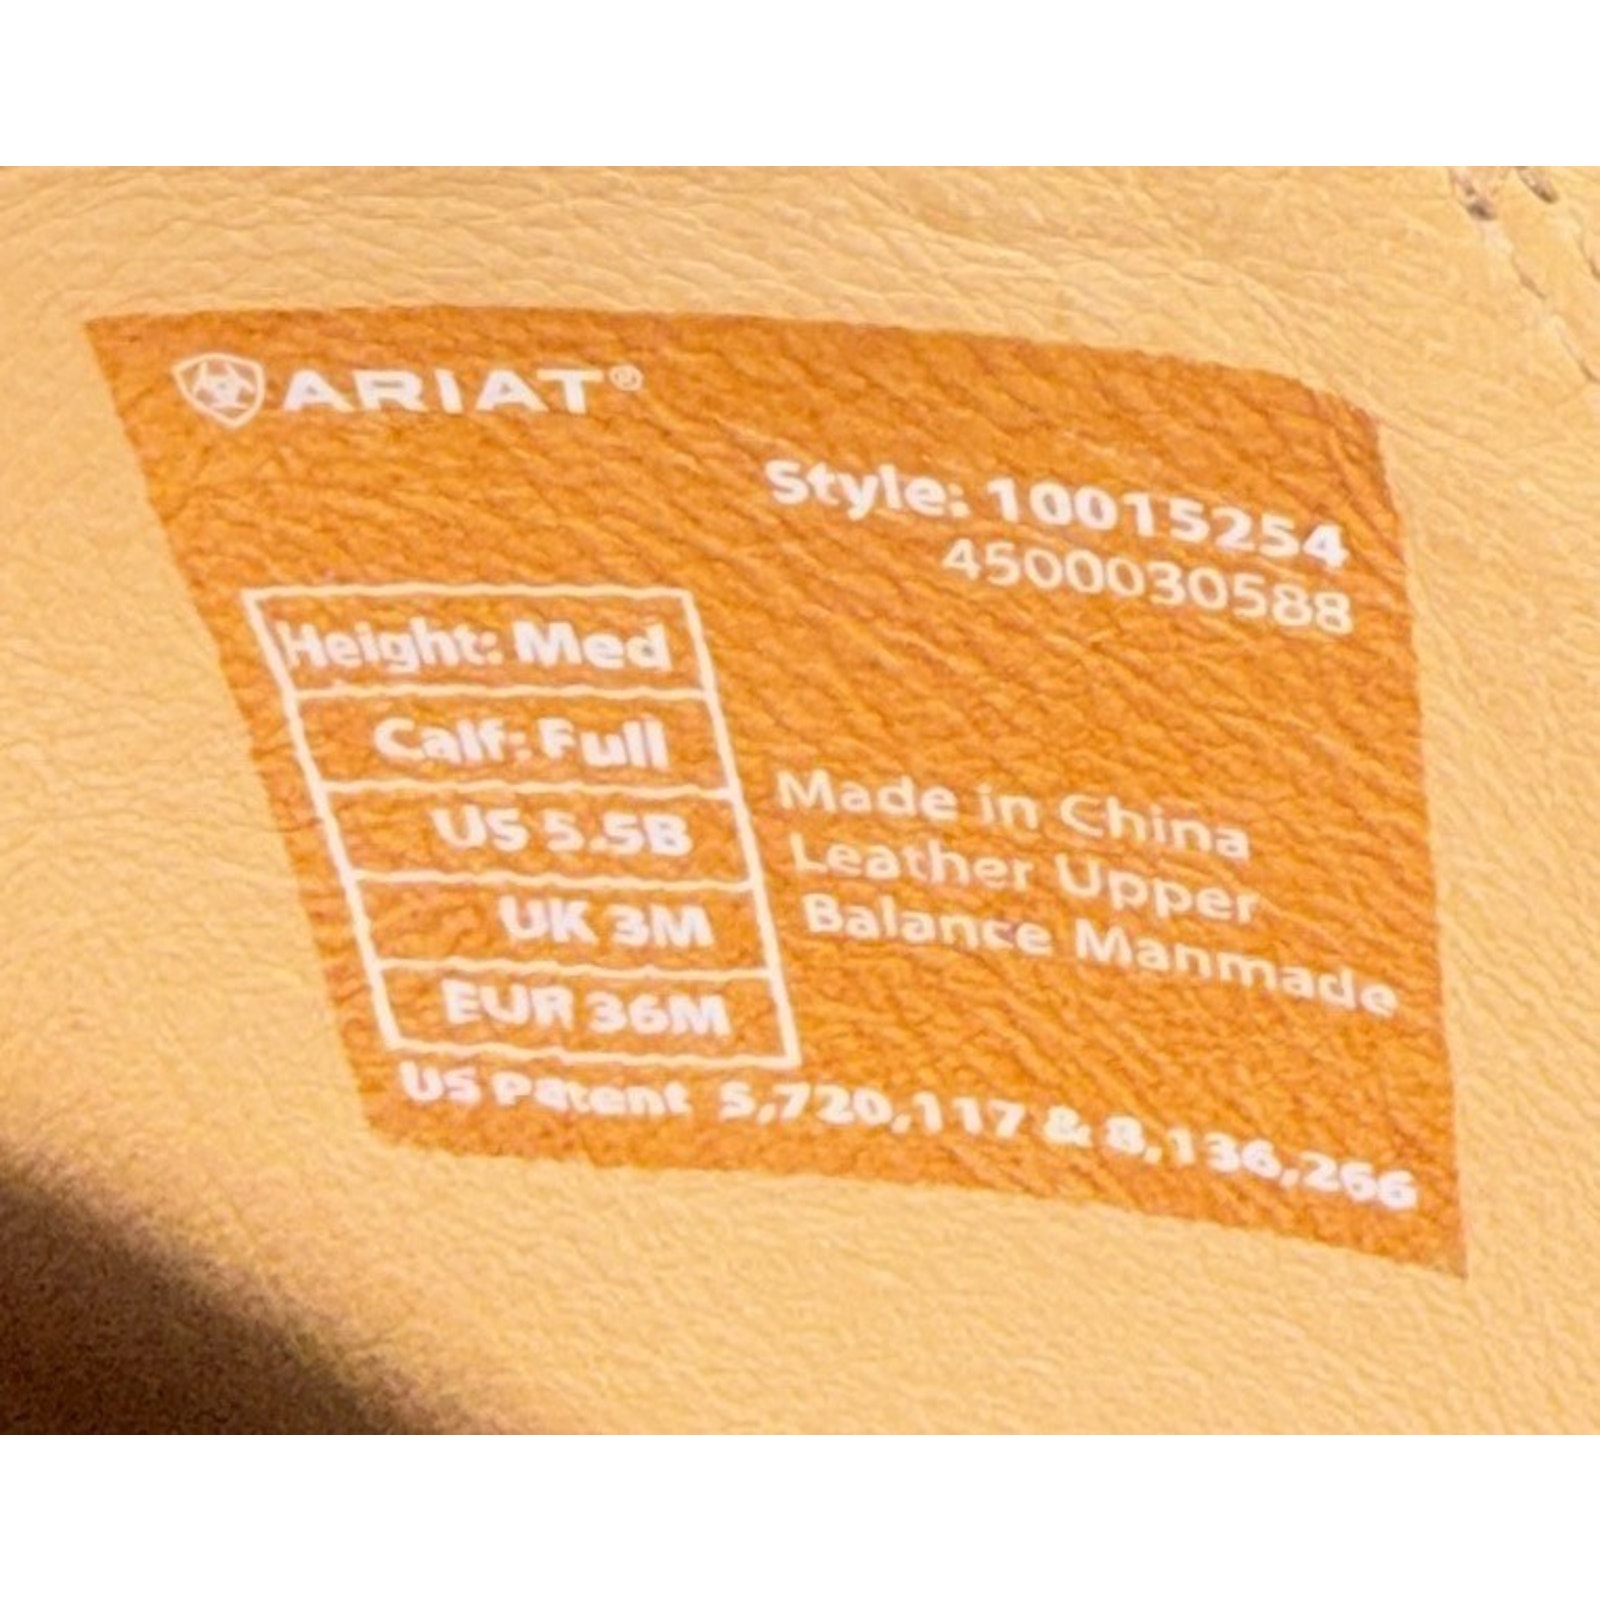 ARIAT®
Style: 10015254
4500030588
Height: Med
Calf: Full
US 5.5B
UK 3M
EUR 36M
Made in China
Leather Upper
Balance Manmade
US Patent 5,720,117 & 8,136,266